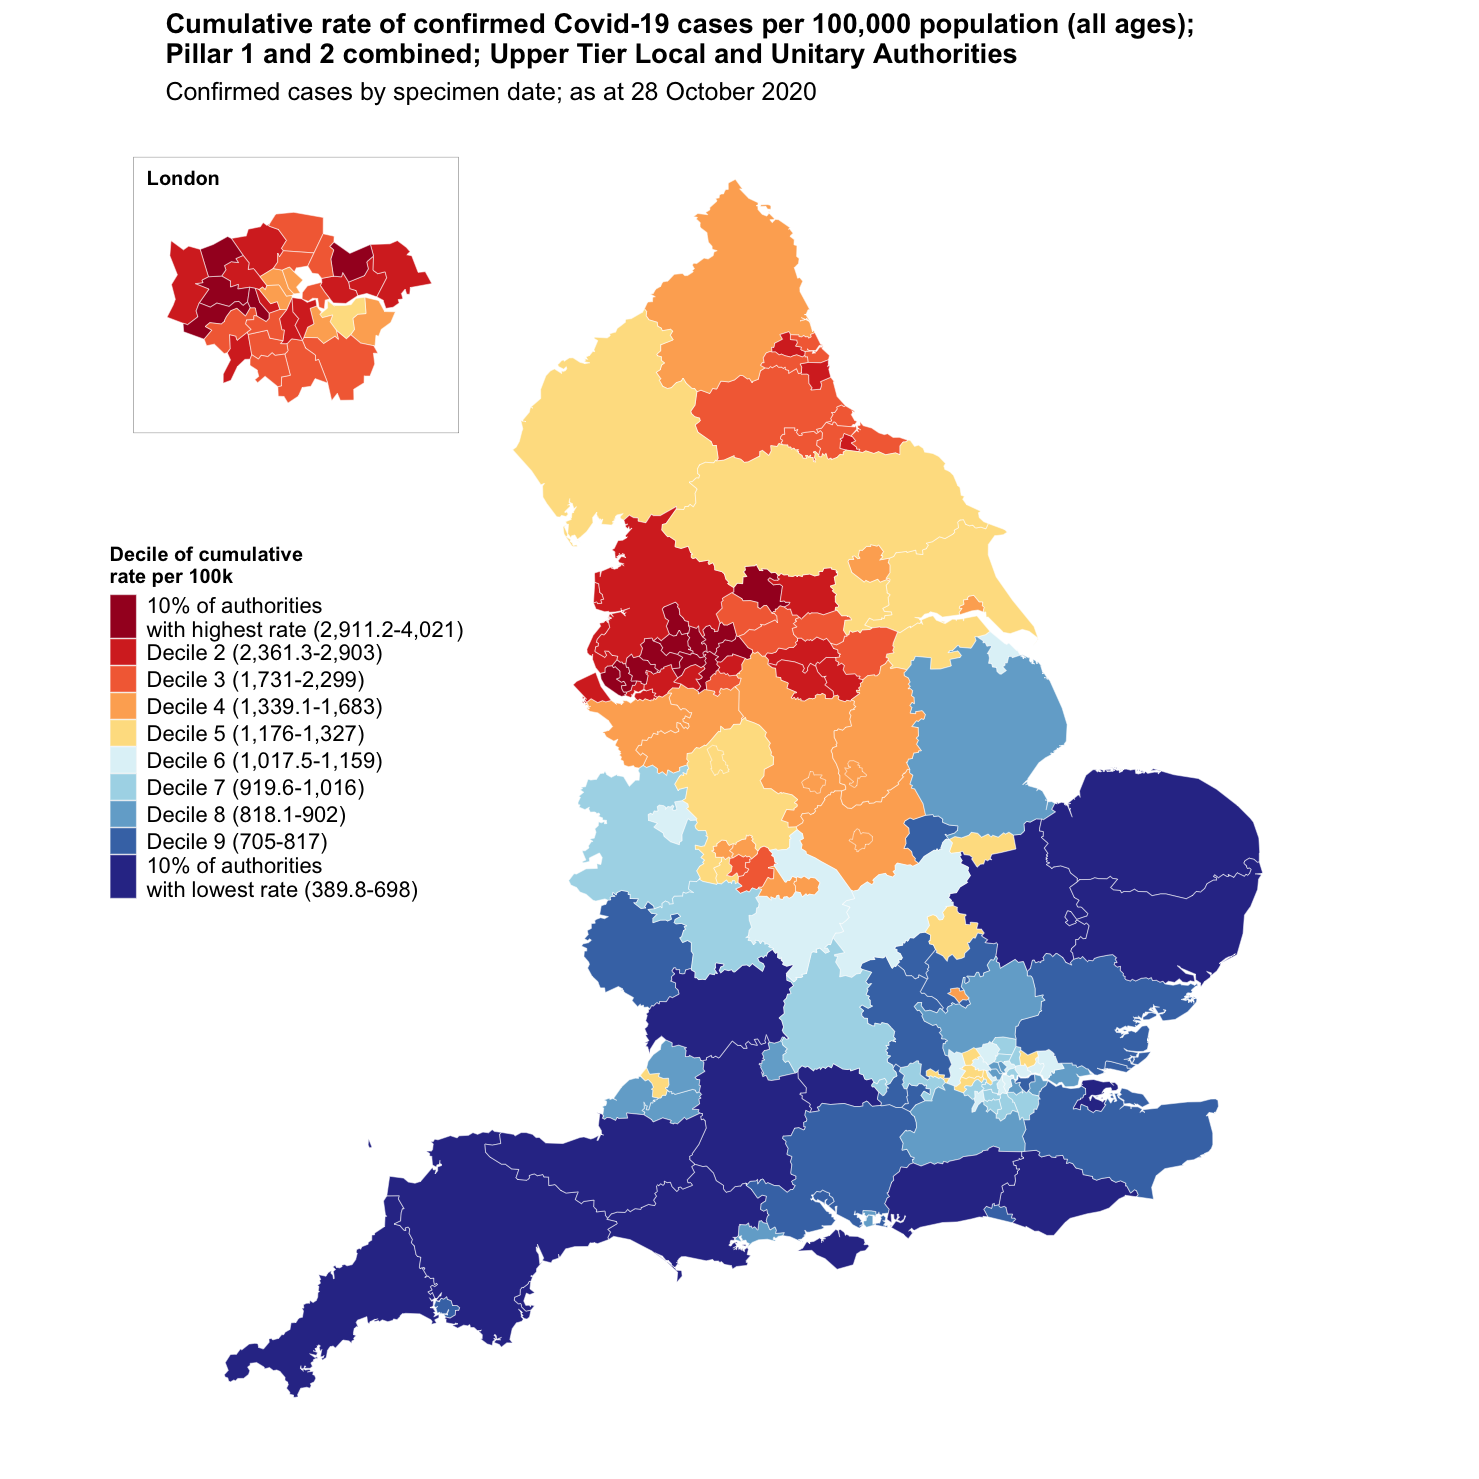 Cumulative rate of confirmed Covid-19 cases per 100,000 population (all ages);
Pillar 1 and 2 combined; Upper Tier Local and Unitary Authorities
Confirmed cases by specimen date; as at 28 October 2020
London
Decile of cumulative
rate per 100k
10% of authorities
with highest rate (2,911.2-4,021)
Decile 2 (2,361.3-2,903)
Decile 3 (1,731-2,299)
Decile 4 (1,339.1-1,683)
Decile 5 (1,176-1,327)
Decile 6 (1,017.5-1,159)
Decile 7 (919.6-1,016)
Decile 8 (818.1-902)
Decile 9 (705-817)
10% of authorities
with lowest rate (389.8-698)